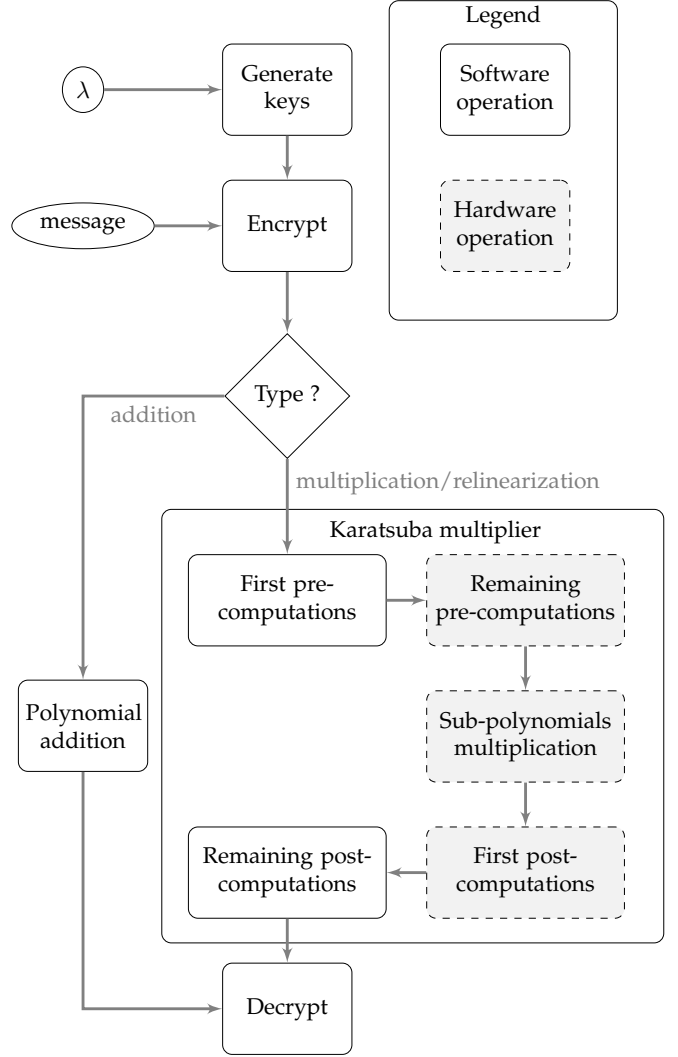 Legend
λ
Generate
keys
Software
operation
message
Encrypt
Hardware
operation
Type ?
addition
multiplication/relinearization
Karatsuba multiplier
First pre-
computations
Remaining
pre-computations
Sub-polynomials
multiplication
Polynomial
addition
Remaining post-
computations
First post-
computations
Decrypt